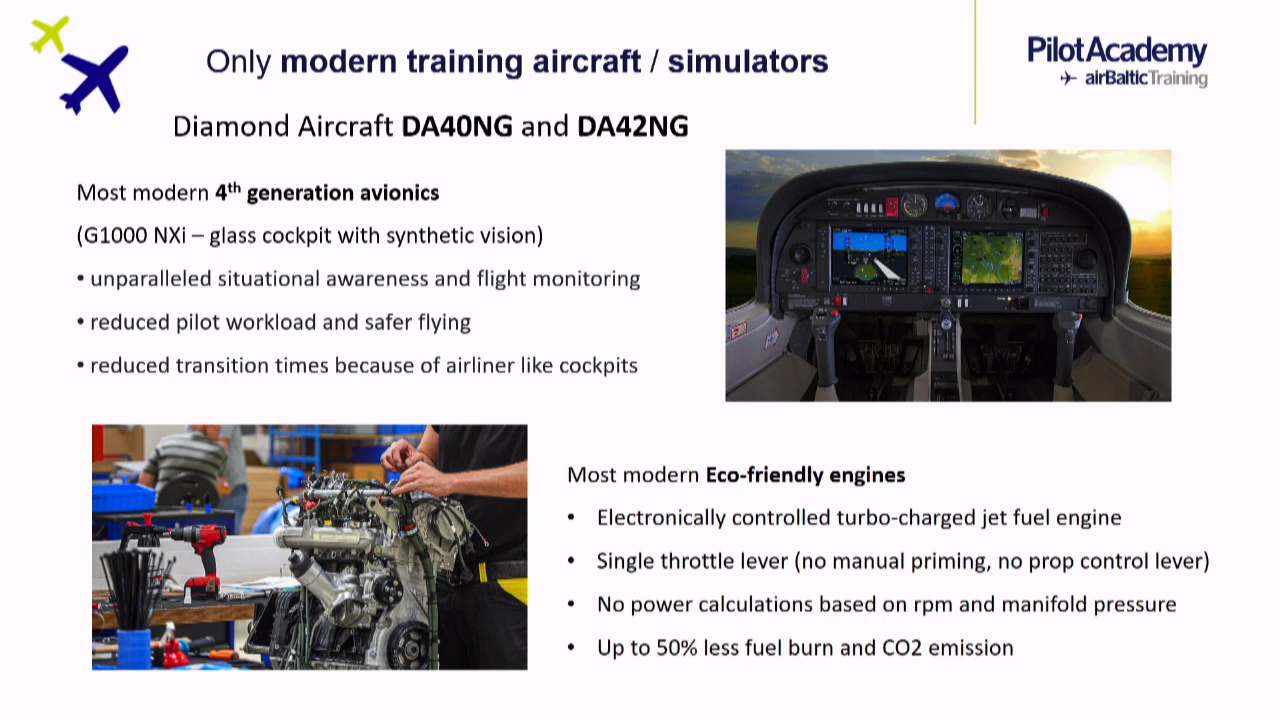 Only modern training aircraft / simulators
PilotAcademy
airBalticTraining
Diamond Aircraft DA40NG and DA42NG
Most modern 4th generation avionics
(G1000 NXi – glass cockpit with synthetic vision)
• unparalleled situational awareness and flight monitoring
• reduced pilot workload and safer flying
• reduced transition times because of airliner like cockpits
Most modern Eco-friendly engines
• Electronically controlled turbo-charged jet fuel engine
• Single throttle lever (no manual priming, no prop control lever)
• No power calculations based on rpm and manifold pressure
• Up to 50% less fuel burn and CO2 emission